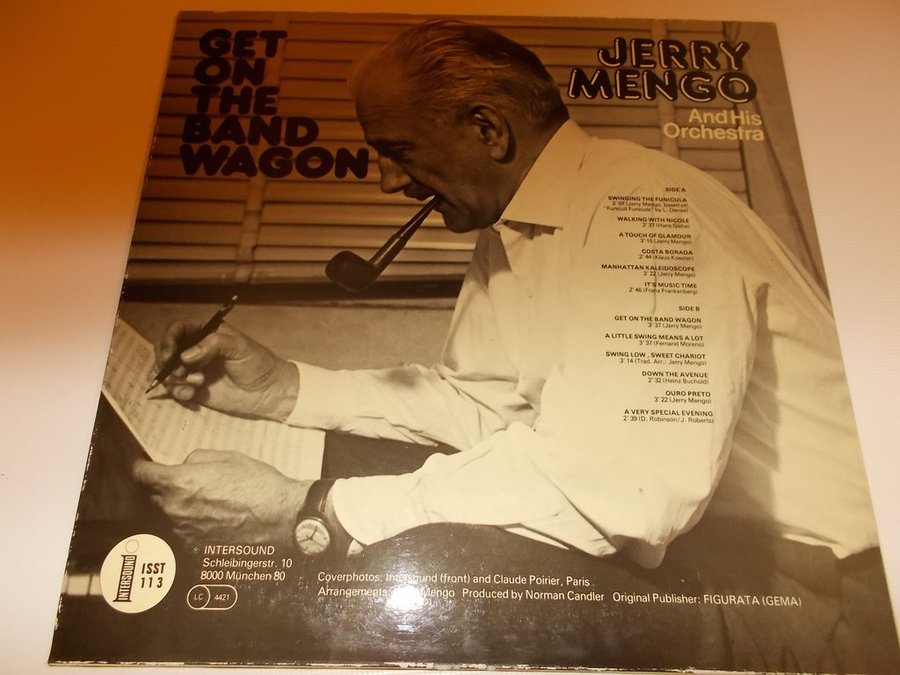 GET
ON
THE
BAND
WAGON
JERRY
MENGO
And His
Orchestra
SIDE A
SWINGING THE FUNICULA
3' 07 (Jerry Mengo, based on
"Funiculi Funicula" by L. Denza)
WALKING WITH NICOLE
2' 37 (Hans Giehs)
A TOUCH OF GLAMOUR
3' 15 (Jerry Mengo)
COSTA BORADA
2' 44 (Klaus Koester)
MANHATTAN KALEIDOSCOPE
3' 22 (Jerry Mengo)
IT'S MUSIC TIME
2' 46 (Franz Frankenberg)
SIDE B
GET ON THE BAND WAGON
3' 37 (Jerry Mengo)
A LITTLE SWING MEANS A LOT
3' 37 (Fernand Moreno)
SWING LOW, SWEET CHARIOT
3' 14 (Trad. Arr.: Jerry Mengo)
DOWN THE AVENUE
2' 32 (Heinz Buchold)
OURO PRETO
3' 22 (Jerry Mengo)
A VERY SPECIAL EVENING
2' 39 (D. Robinson/J. Roberts)
INTERSOUND
ISST
113
℗ INTERSOUND
Schleibingerstr. 10
8000 München 80
LC 4421
Coverphotos: Intersound (front) and Claude Poirier, Paris
Arrangements: Mengo Produced by Norman Candler Original Publisher: FIGURATA (GEMA)